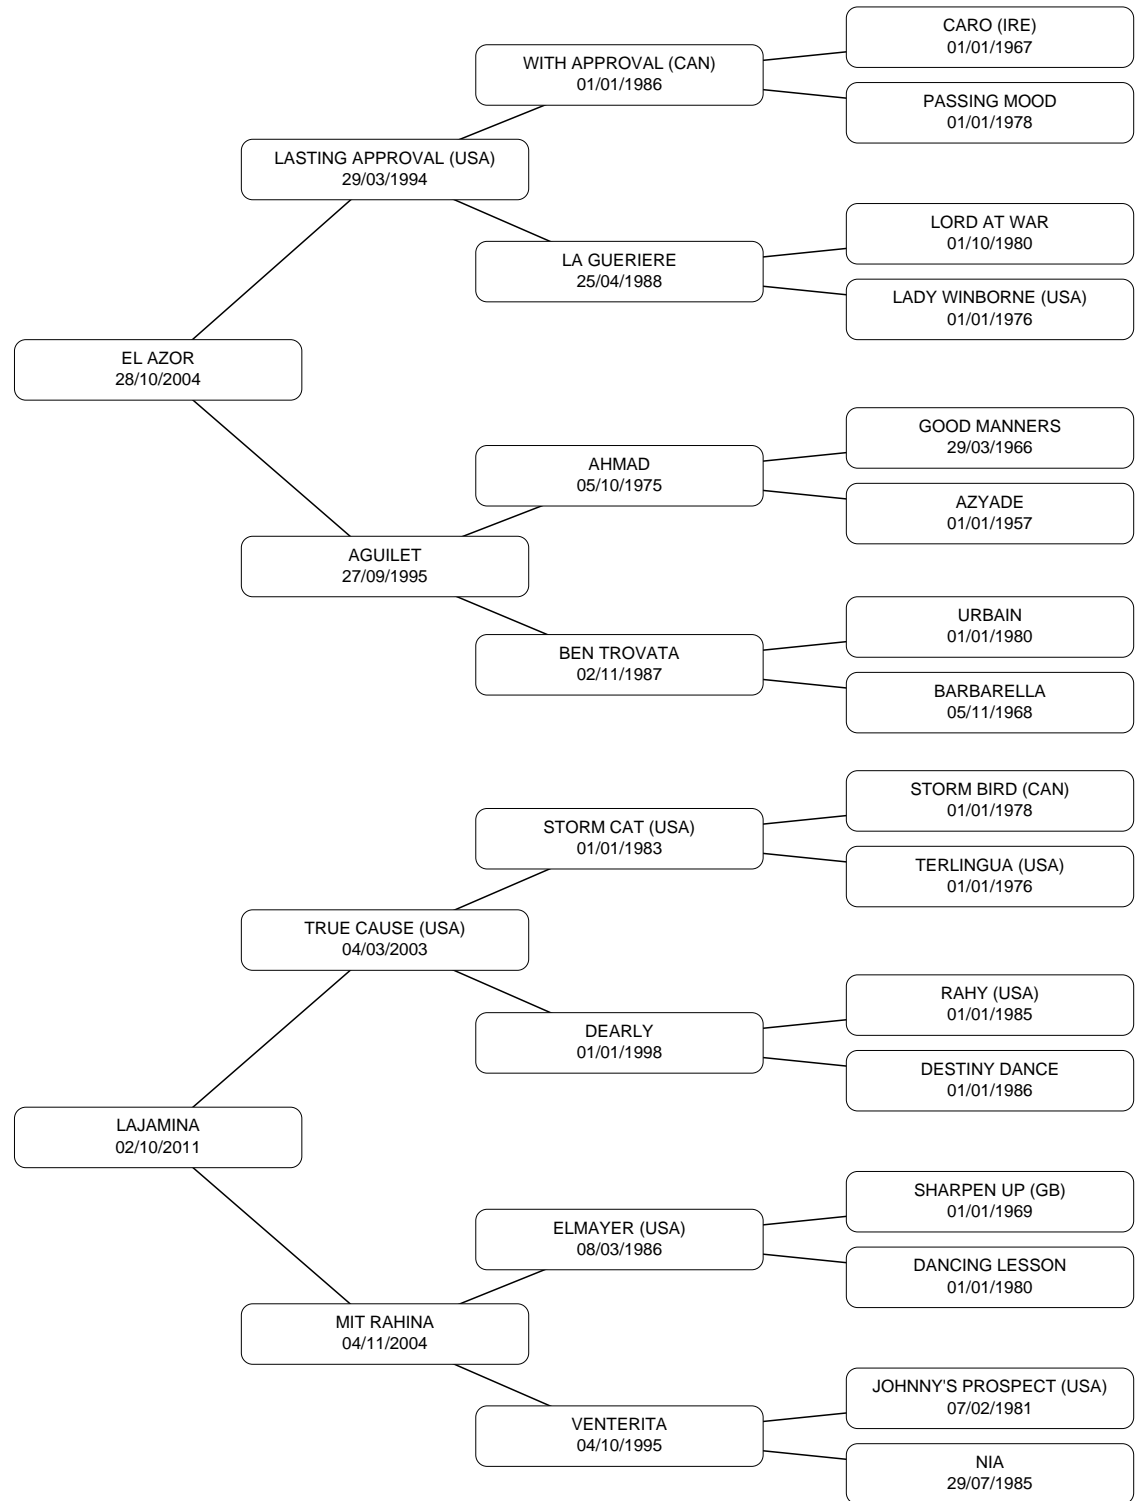 CARO (IRE)
01/01/1967
WITH APPROVAL (CAN)
01/01/1986
PASSING MOOD
01/01/1978
LASTING APPROVAL (USA)
29/03/1994
LORD AT WAR
01/10/1980
LA GUERIERE
25/04/1988
LADY WINBORNE (USA)
01/01/1976
EL AZOR
28/10/2004
GOOD MANNERS
29/03/1966
AHMAD
05/10/1975
AZYADE
01/01/1957
AGUILET
27/09/1995
URBAIN
01/01/1980
BEN TROVATA
02/11/1987
BARBARELLA
05/11/1968
STORM BIRD (CAN)
01/01/1978
STORM CAT (USA)
01/01/1983
TERLINGUA (USA)
01/01/1976
TRUE CAUSE (USA)
04/03/2003
RAHY (USA)
01/01/1985
DEARLY
01/01/1998
DESTINY DANCE
01/01/1986
LAJAMINA
02/10/2011
SHARPEN UP (GB)
01/01/1969
ELMAYER (USA)
08/03/1986
DANCING LESSON
01/01/1980
MIT RAHINA
04/11/2004
JOHNNY'S PROSPECT (USA)
07/02/1981
VENTERITA
04/10/1995
NIA
29/07/1985